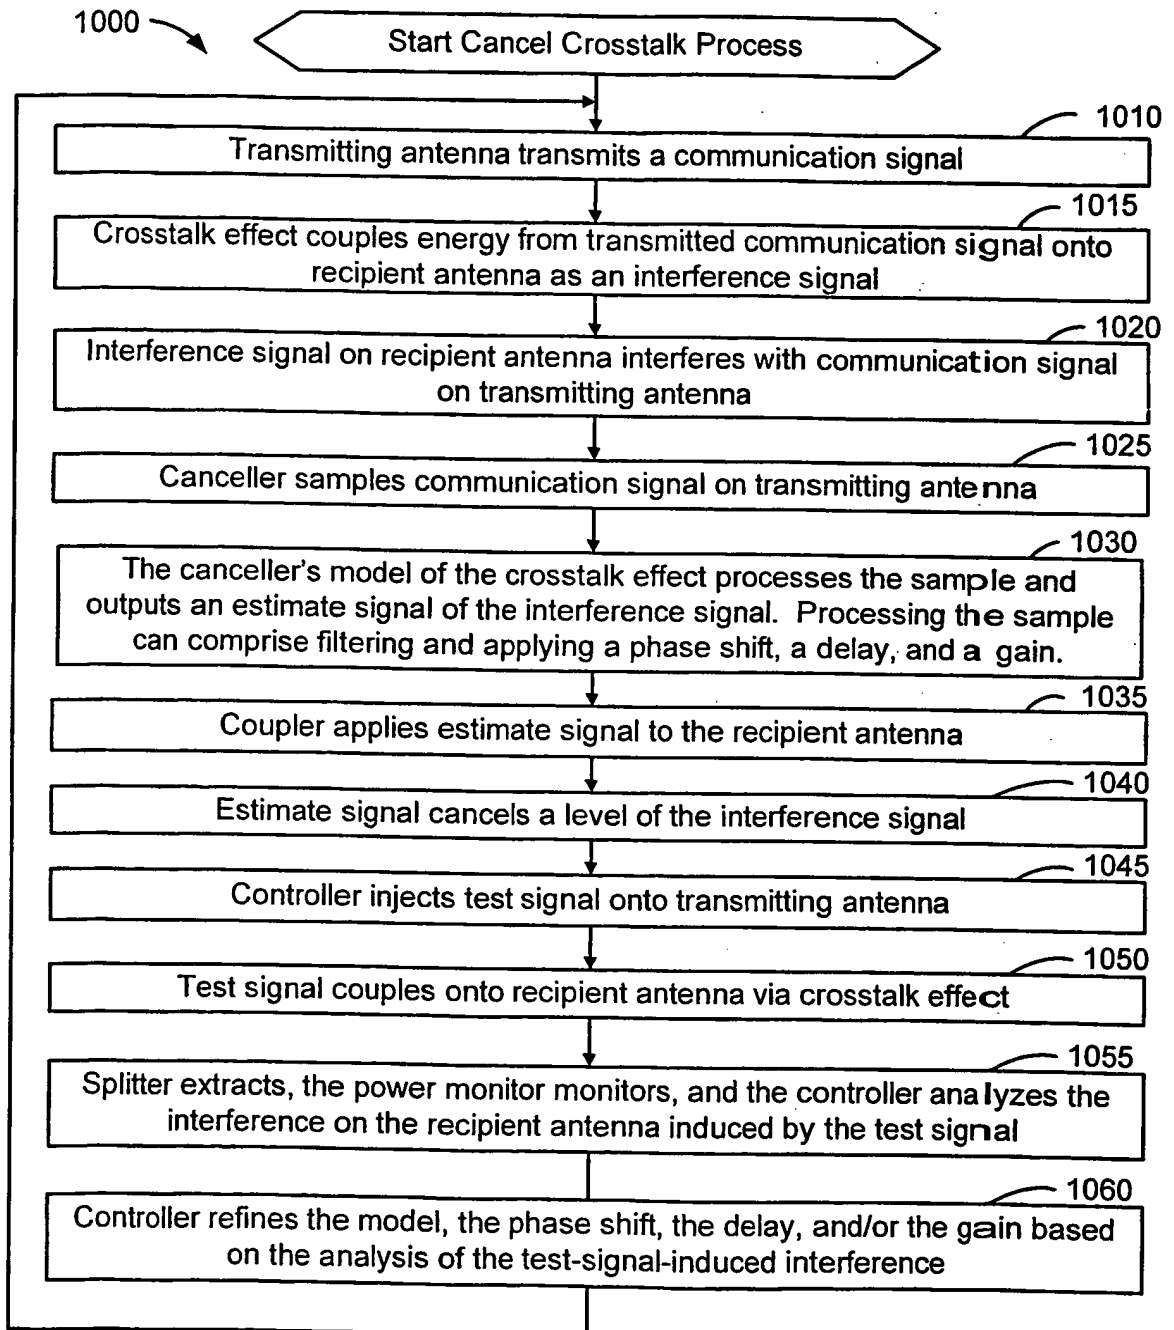 1000
Start Cancel Crosstalk Process
1010
Transmitting antenna transmits a communication signal
1015
Crosstalk effect couples energy from transmitted communication signal onto
recipient antenna as an interference signal
1020
Interference signal on recipient antenna interferes with communication signal
on transmitting antenna
1025
Canceller samples communication signal on transmitting antenna
1030
The canceller's model of the crosstalk effect processes the sample and
outputs an estimate signal of the interference signal. Processing the sample
can comprise filtering and applying a phase shift, a delay, and a gain.
1035
Coupler applies estimate signal to the recipient antenna
1040
Estimate signal cancels a level of the interference signal
1045
Controller injects test signal onto transmitting antenna
1050
Test signal couples onto recipient antenna via crosstalk effect
1055
Splitter extracts, the power monitor monitors, and the controller analyzes the
interference on the recipient antenna induced by the test signal
1060
Controller refines the model, the phase shift, the delay, and/or the gain based
on the analysis of the test-signal-induced interference